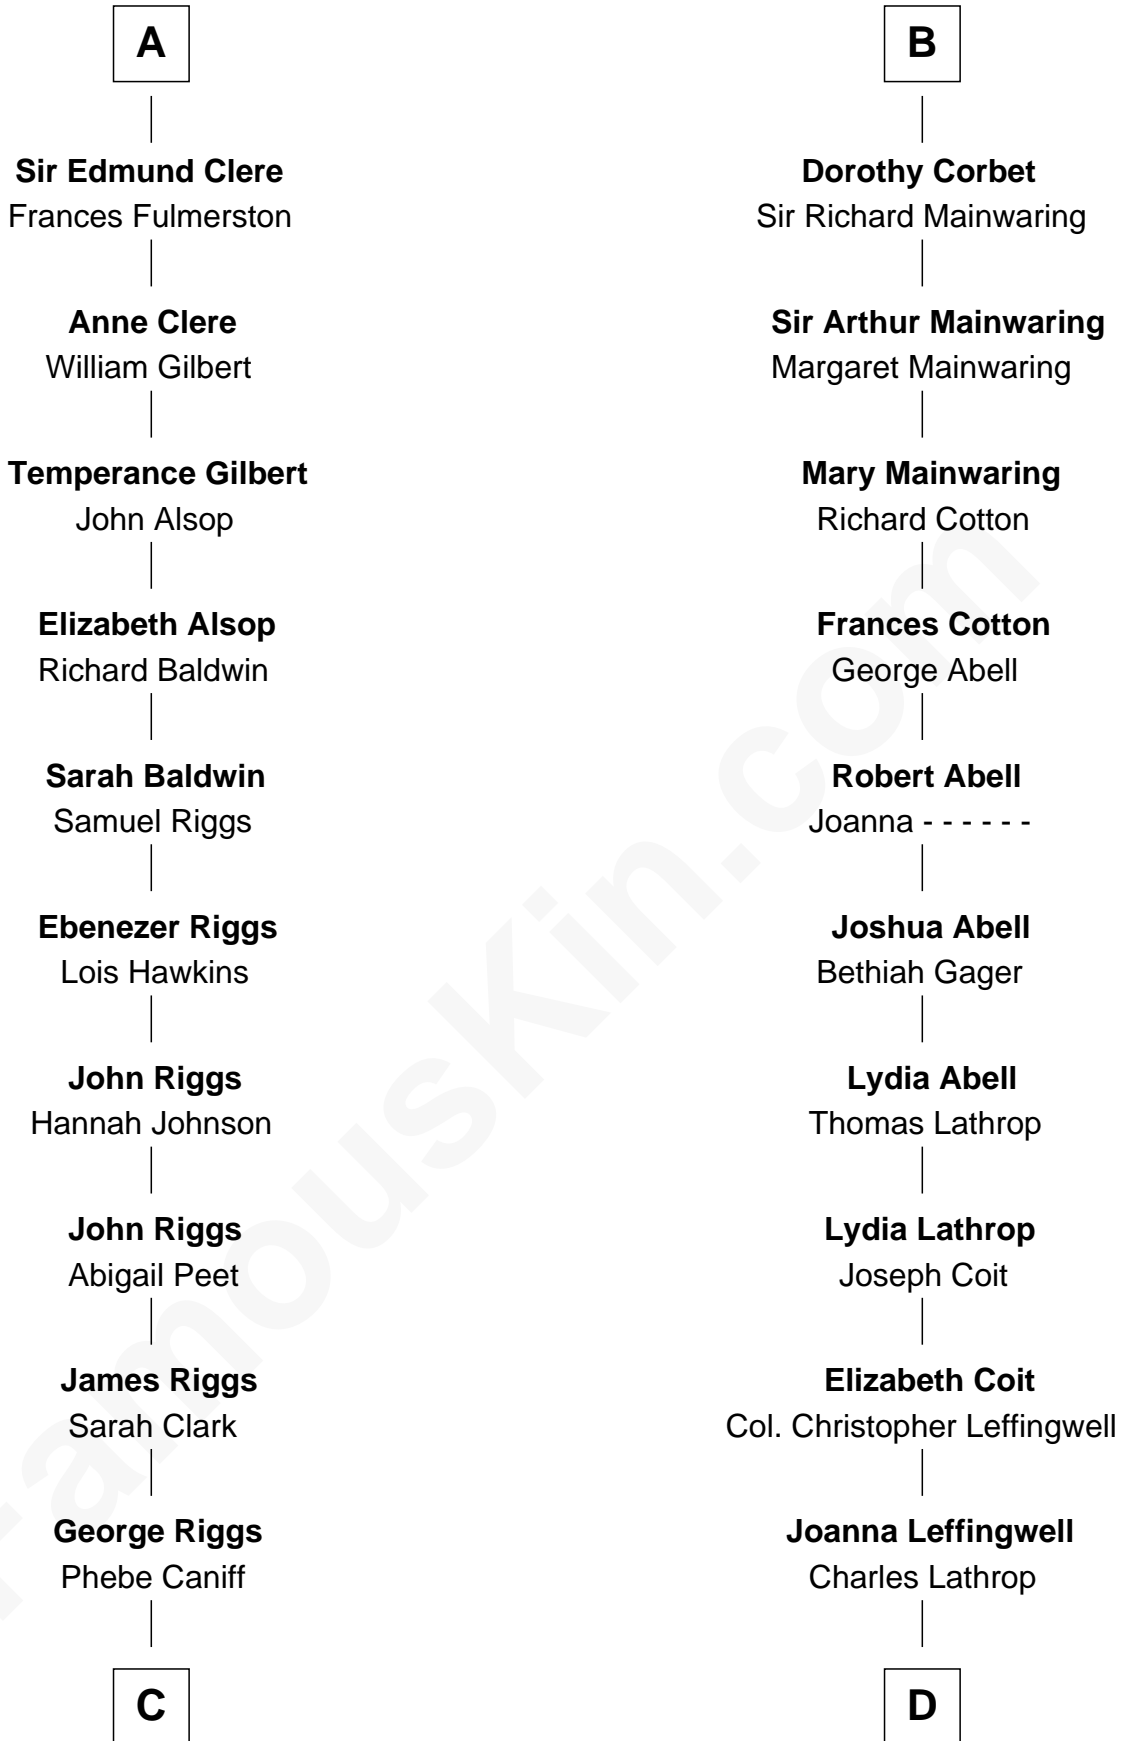 A
Sir Edmund Clere
Frances Fulmerston
Anne Clere
William Gilbert
Temperance Gilbert
John Alsop
Elizabeth Alsop
Richard Baldwin
Sarah Baldwin
Samuel Riggs
Ebenezer Riggs
Lois Hawkins
John Riggs
Hannah Johnson
John Riggs
Abigail Peet
James Riggs
Sarah Clark
George Riggs
Phebe Caniff
C
B
Dorothy Corbet
Sir Richard Mainwaring
Sir Arthur Mainwaring
Margaret Mainwaring
Mary Mainwaring
Richard Cotton
Frances Cotton
George Abell
Robert Abell
Joanna - - - - - -
Joshua Abell
Bethiah Gager
Lydia Abell
Thomas Lathrop
Lydia Lathrop
Joseph Coit
Elizabeth Coit
Col. Christopher Leffingwell
Joanna Leffingwell
Charles Lathrop
D
FamousKin.com